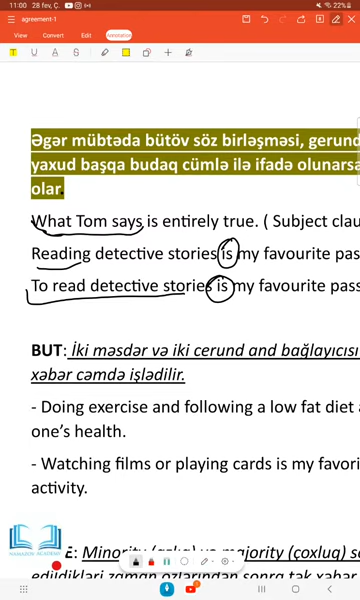 11:00 28 fev, Ç.
22%
agreement-1
View Convert Edit Annotation
Əgər mübtəda bütöv söz birləşməsi, gerund
yaxud başqa budaq cümlə ilə ifadə olunarsa
olar.
What Tom says is entirely true. ( Subject clau
Reading detective stories is my favourite pas
To read detective stories is my favourite pass
BUT: İki məsdər və iki cerund and bağlayıcısı
xəbər cəmdə işlədilir.
- Doing exercise and following a low fat diet
one's health.
- Watching films or playing cards is my favori
activity.
NAMAZOV ACADEMY
E: Minority (azlıq) və majority (çoxluq) sö
edildikləri zaman özlərindən sonra tək xəbər